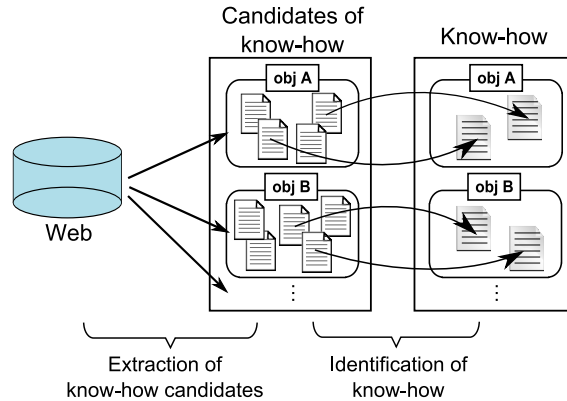 Candidates of
know-how
Know-how
obj A
obj A
Web
obj B
obj B
⋮
⋮
Extraction of
know-how candidates
Identification of
know-how